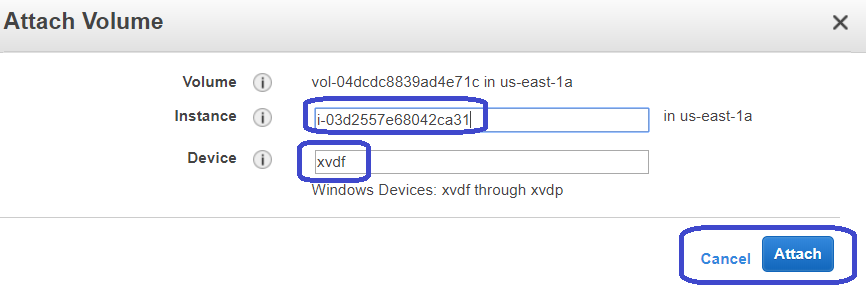 Attach Volume
Volume i vol-04dcdc8839ad4e71c in us-east-1a
Instance i i-03d2557e68042ca31 in us-east-1a
Device i xvdf
Windows Devices: xvdf through xvdp
Cancel Attach